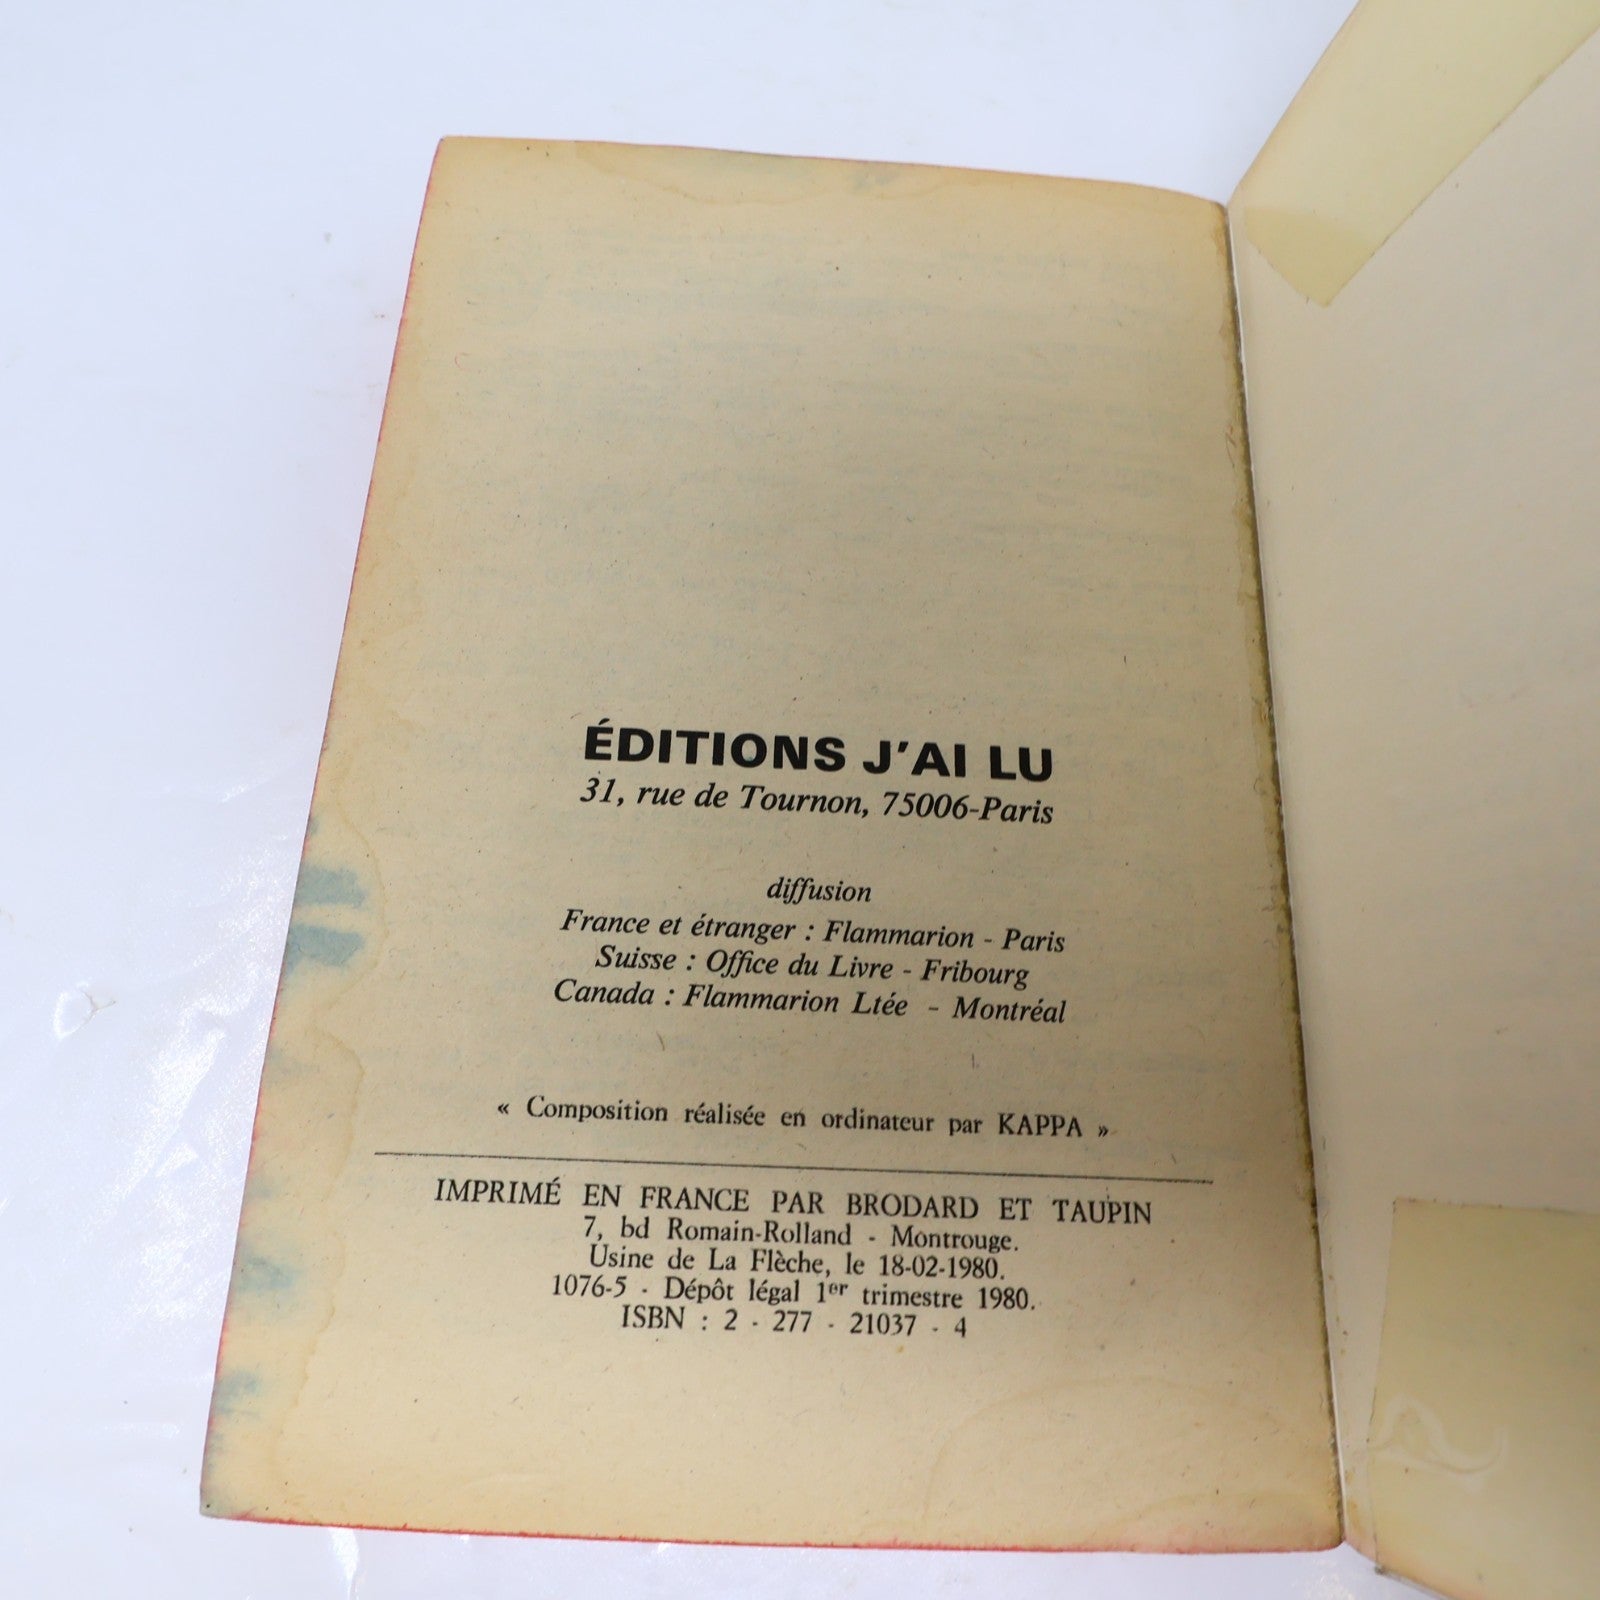 ÉDITIONS J'AI LU
31, rue de Tournon, 75006-Paris
diffusion
France et étranger : Flammarion - Paris
Suisse : Office du Livre - Fribourg
Canada : Flammarion Ltée - Montréal
« Composition réalisée en ordinateur par KAPPA »
IMPRIMÉ EN FRANCE PAR BRODARD ET TAUPIN
7, bd Romain-Rolland - Montrouge.
Usine de La Flèche, le 18-02-1980.
1076-5 - Dépôt légal 1er trimestre 1980.
ISBN : 2 - 277 - 21037 - 4